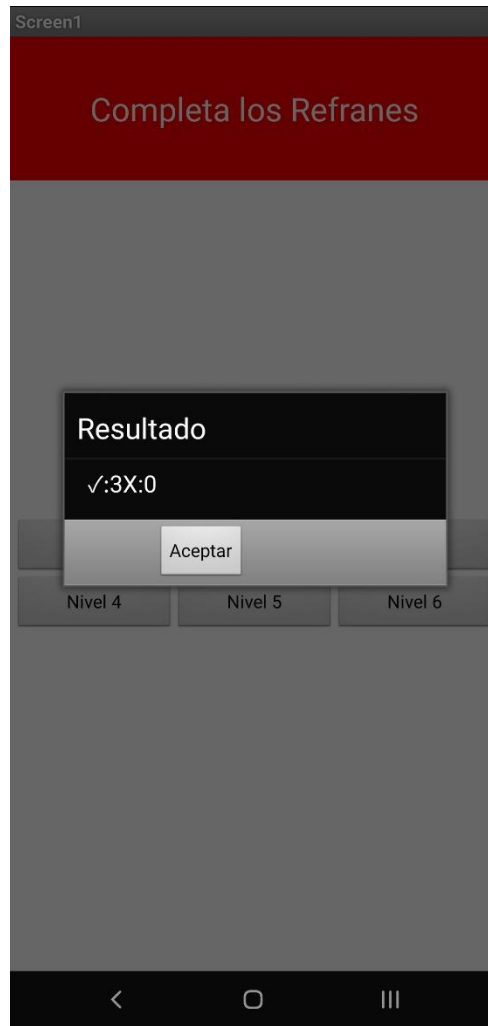 Screen1
Completa los Refranes
Resultado
✓:3X:0
Aceptar
Nivel 4 Nivel 5 Nivel 6